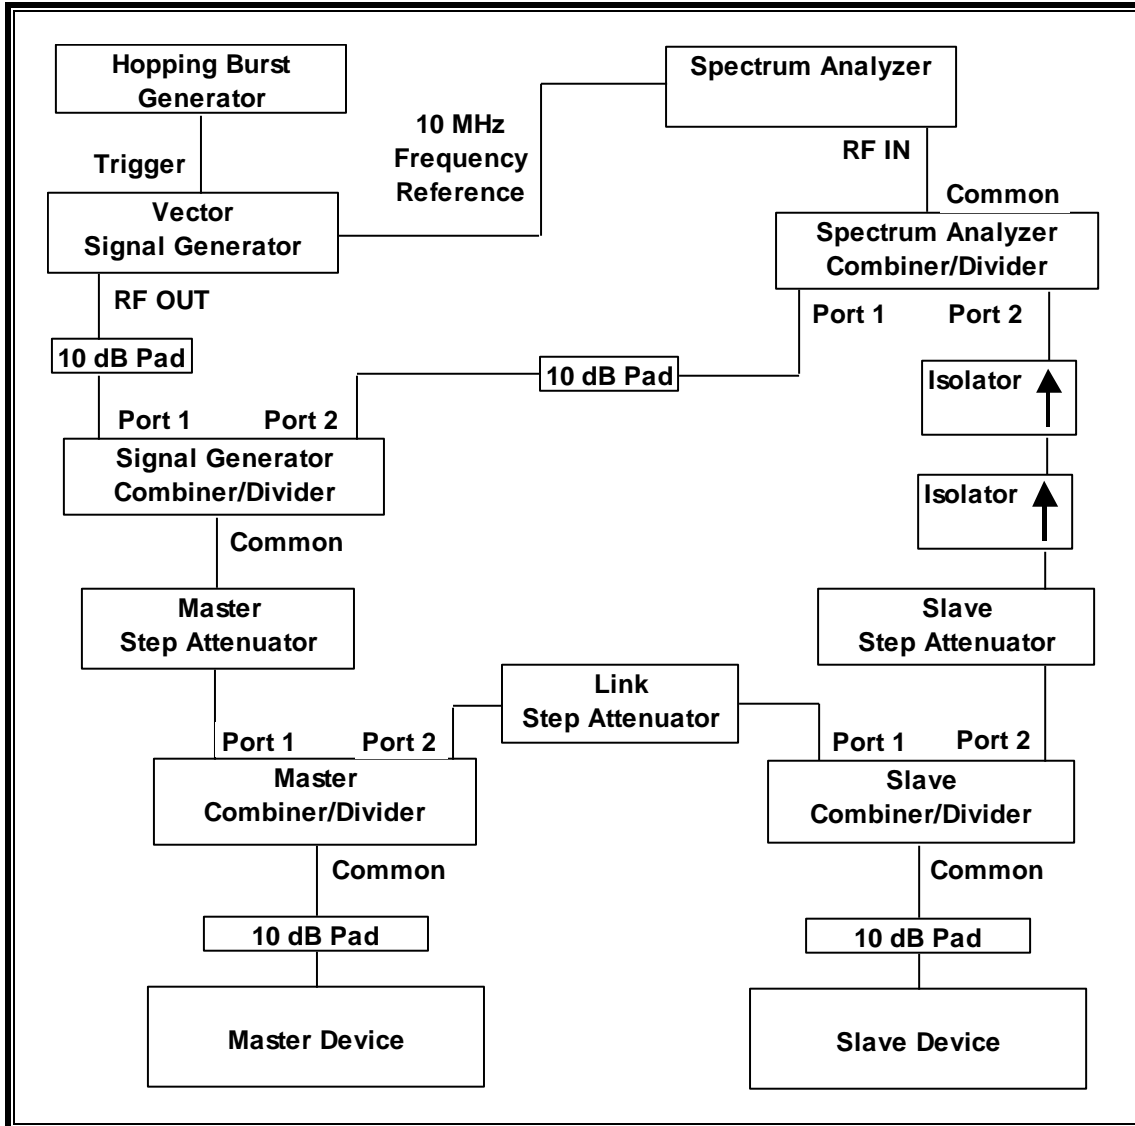 Hopping Burst
Generator
Spectrum Analyzer
10 MHz
Frequency
Reference
RF IN
Trigger
Common
Vector
Signal Generator
Spectrum Analyzer
Combiner/Divider
RF OUT
Port 1
Port 2
10 dB Pad
10 dB Pad
Isolator
Port 1
Port 2
Signal Generator
Combiner/Divider
Isolator
Common
Master
Step Attenuator
Slave
Step Attenuator
Link
Step Attenuator
Port 1
Port 2
Port 1
Port 2
Master
Combiner/Divider
Slave
Combiner/Divider
Common
Common
10 dB Pad
10 dB Pad
Master Device
Slave Device